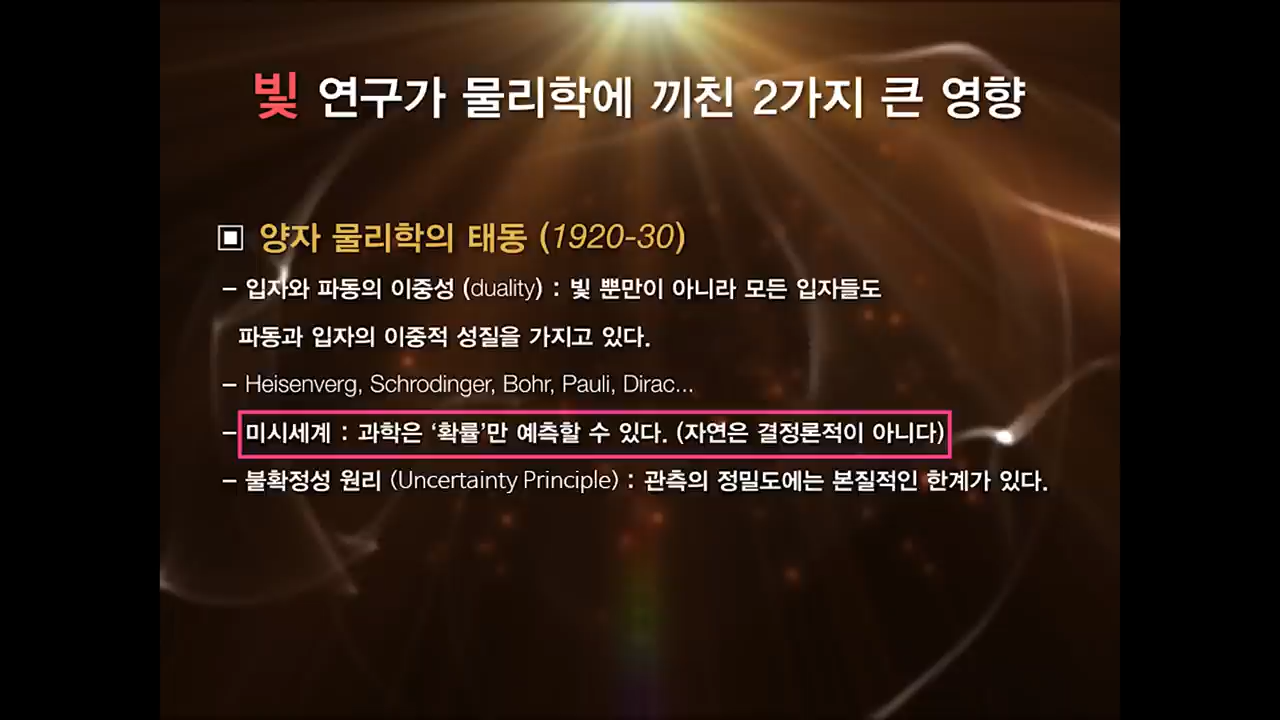 빛 연구가 물리학에 끼친 2가지 큰 영향
▣ 양자 물리학의 태동 (1920-30)
– 입자와 파동의 이중성 (duality) : 빛 뿐만이 아니라 모든 입자들도
파동과 입자의 이중적 성질을 가지고 있다.
– Heisenverg, Schrodinger, Bohr, Pauli, Dirac...
– 미시세계 : 과학은 ‘확률’만 예측할 수 있다. (자연은 결정론적이 아니다)
– 불확정성 원리 (Uncertainty Principle) : 관측의 정밀도에는 본질적인 한계가 있다.